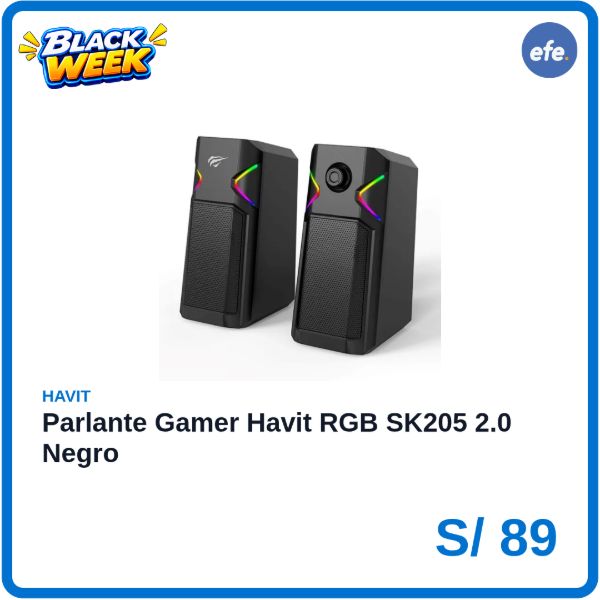 BLACK
WEEK
efe.
HAVIT
Parlante Gamer Havit RGB SK205 2.0
Negro
S/ 89